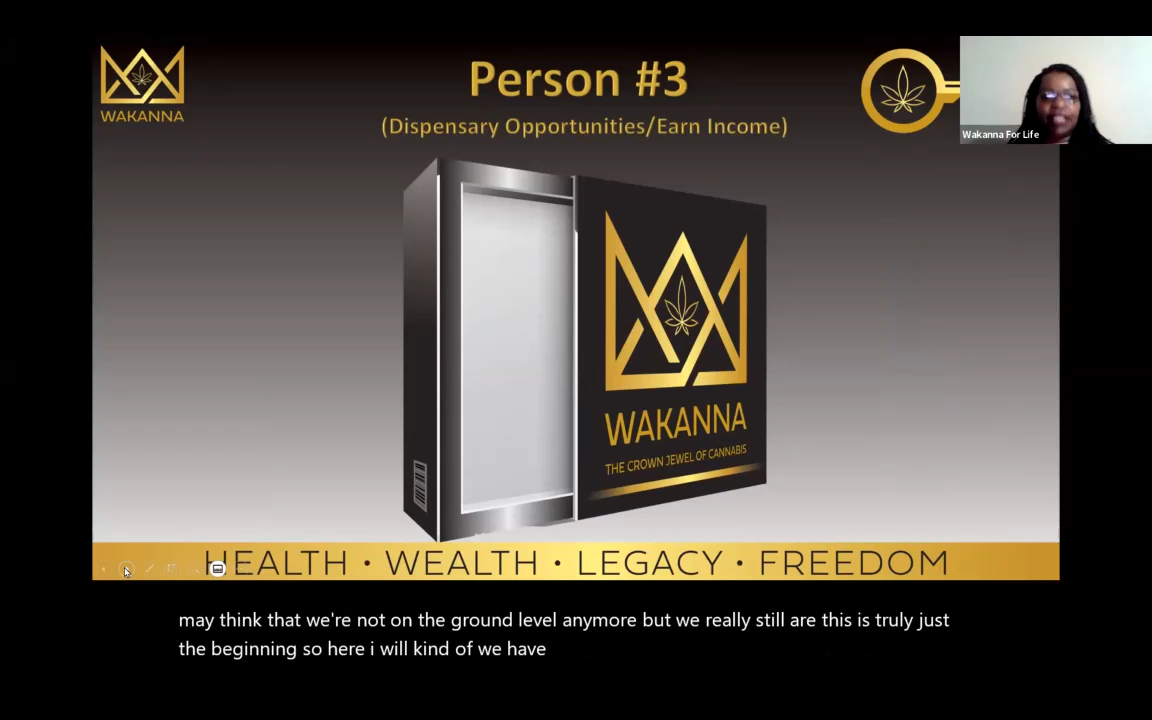 WAKANNA
Person #3
(Dispensary Opportunities/Earn Income)
Wakanna For Life
WAKANNA
THE CROWN JEWEL OF CANNABIS
HEALTH • WEALTH • LEGACY • FREEDOM
may think that we're not on the ground level anymore but we really still are this is truly just
the beginning so here i will kind of we have